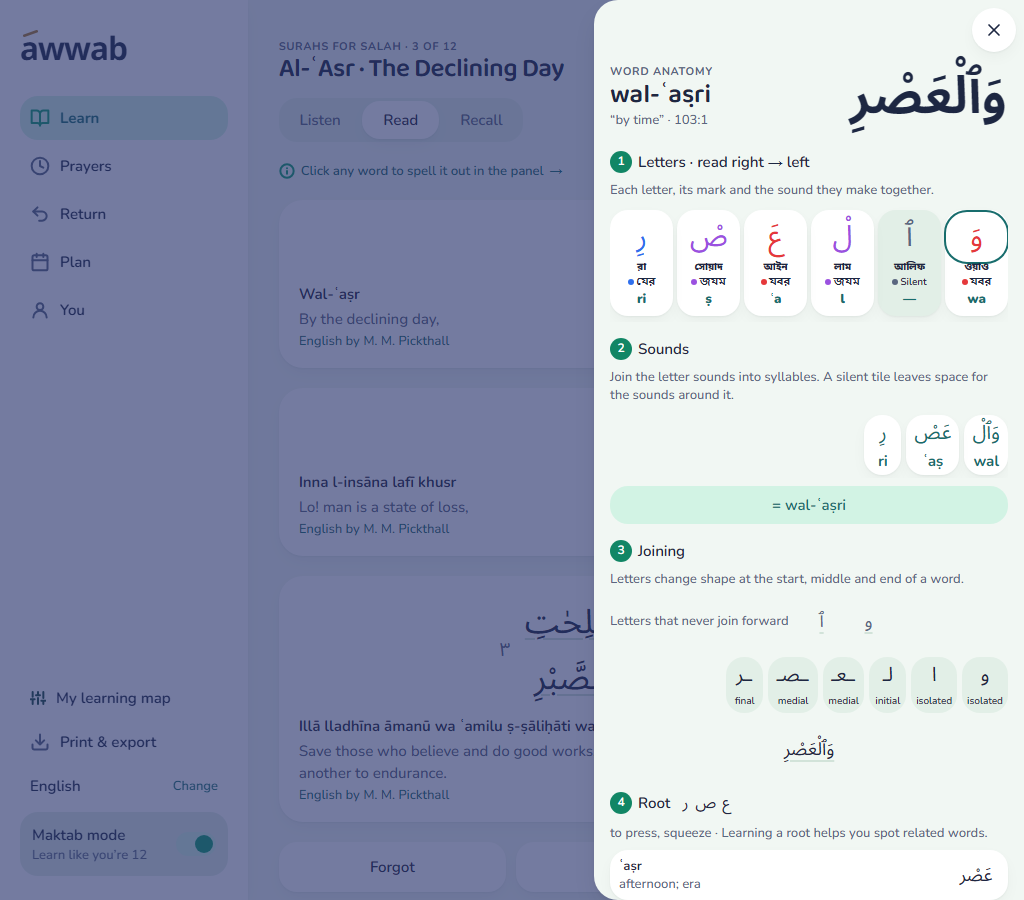 awwab
Learn
Prayers
Return
Plan
You
My learning map
Print & export
English Change
Maktab mode
Learn like you're 12
SURAHS FOR SALAH · 3 OF 12
Al-ʿAsr · The Declining Day
Listen Read Recall
Click any word to spell it out in the panel →
Wal-ʿaṣr
By the declining day,
English by M. M. Pickthall
Inna l-insāna lafī khusr
Lo! man is a state of loss,
English by M. M. Pickthall
٣
Illā lladhīna āmanū wa ʿamilu ṣ-ṣāliḥāti wa
Save those who believe and do good works
another to endurance.
English by M. M. Pickthall
Forgot
WORD ANATOMY
wal-ʿaṣri
“by time” · 103:1
وَٱلْعَصْرِ
1 Letters · read right → left
Each letter, its mark and the sound they make together.
رِ صْ عَ لْ ٱ وَ
রা সোয়াদ আইন লাম আলিফ ওয়াও
যের জযম যবর জযম Silent যবর
ri ṣ ʿa l — wa
2 Sounds
Join the letter sounds into syllables. A silent tile leaves space for
the sounds around it.
رِ عَصْ وَٱلْ
ri ʿaṣ wal
= wal-ʿaṣri
3 Joining
Letters change shape at the start, middle and end of a word.
Letters that never join forward ٱ و
ـر ـصـ ـعـ لـ ا و
final medial medial initial isolated isolated
وَٱلْعَصْرِ
4 Root ع ص ر
to press, squeeze · Learning a root helps you spot related words.
ʿaṣr
afternoon; era
عَصْر